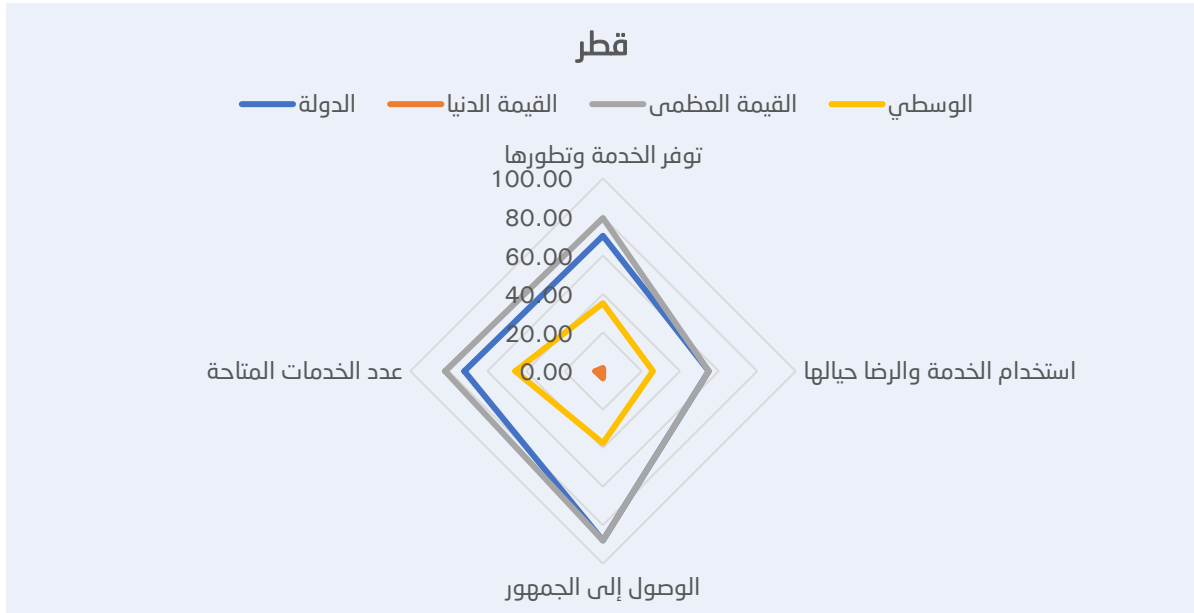 قطر
الدولة القيمة الدنيا القيمة العظمى الوسطي
توفر الخدمة وتطورها
100.00
80.00
60.00
40.00
20.00
0.00
استخدام الخدمة والرضا حيالها
عدد الخدمات المتاحة
الوصول إلى الجمهور